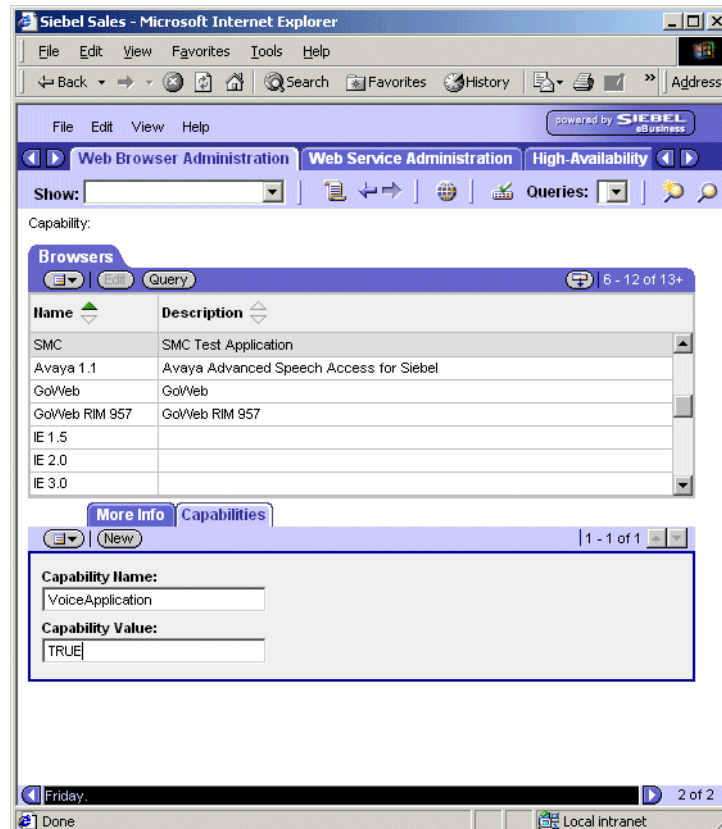 Siebel Sales - Microsoft Internet Explorer
File Edit View Favorites Tools Help
Back Search Favorites History » Address
File Edit View Help powered by SIEBEL eBusiness
Web Browser Administration Web Service Administration High-Availability
Show: Queries:
Capability:
Browsers
Edit Query 6 - 12 of 13+
Name Description
SMC SMC Test Application
Avaya 1.1 Avaya Advanced Speech Access for Siebel
GoWeb GoWeb
GoWeb RIM 957 GoWeb RIM 957
IE 1.5
IE 2.0
IE 3.0
More Info Capabilities
New 1 - 1 of 1
Capability Name:
VoiceApplication
Capability Value:
TRUE
Friday. 2 of 2
Done Local intranet